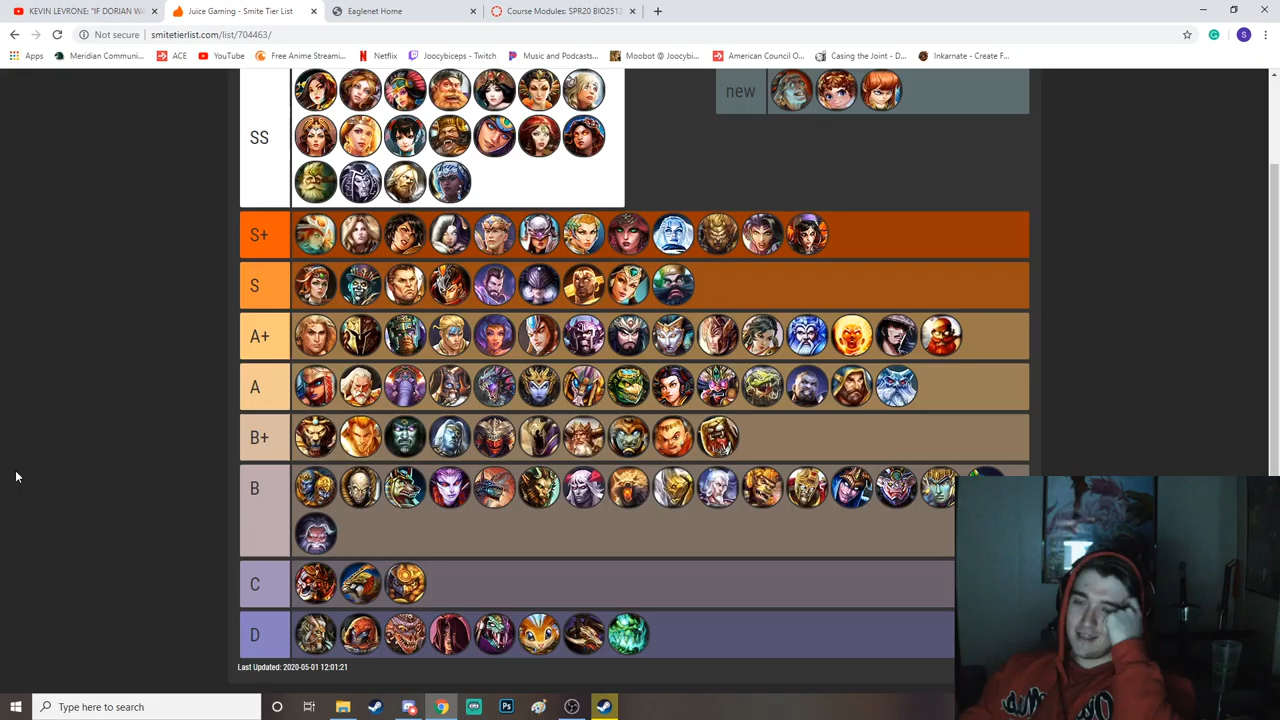 KEVIN LEVRONE: "IF DORIAN WA
Juice Gaming - Smite Tier List
Eaglenet Home
Course Modules: SPR20 BIO2513
Not secure
smitetierlist.com/list/704463/
Apps
Meridian Communi...
ACE
YouTube
Free Anime Streami...
Netflix
Joocybiceps - Twitch
Music and Podcasts...
Moobot @ Joocybi...
American Council O...
Casing the Joint - D...
Inkarnate - Create F...
new
SS
S+
S
A+
A
B+
B
C
D
Last Updated: 2020-05-01 12:01:21
Type here to search